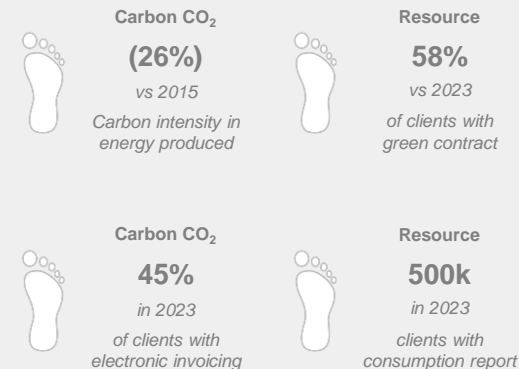 Carbon CO₂
(26%)
vs 2015
Carbon intensity in
energy produced
Resource
58%
vs 2023
of clients with
green contract
Carbon CO₂
45%
in 2023
of clients with
electronic invoicing
Resource
500k
in 2023
clients with
consumption report